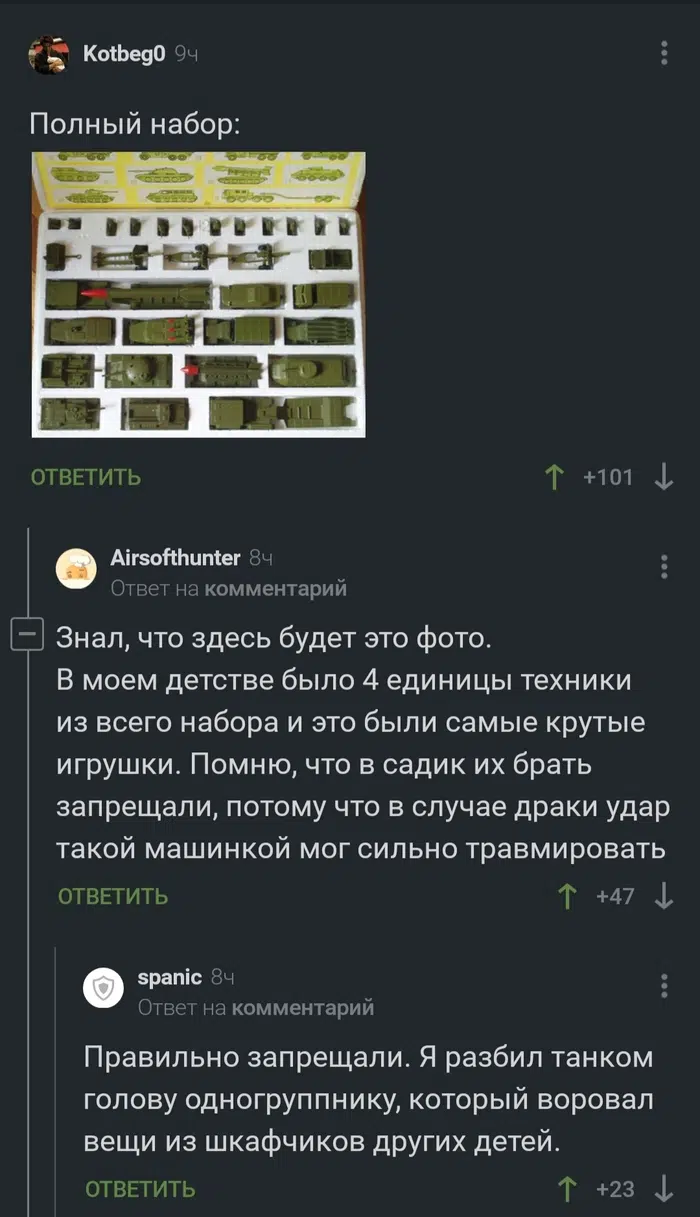 Kotbeg0 9ч
Полный набор:
ОТВЕТИТЬ +101
Airsofthunter 8ч
Ответ на комментарий
Знал, что здесь будет это фото.
В моем детстве было 4 единицы техники
из всего набора и это были самые крутые
игрушки. Помню, что в садик их брать
запрещали, потому что в случае драки удар
такой машинкой мог сильно травмировать
ОТВЕТИТЬ +47
spanic 8ч
Ответ на комментарий
Правильно запрещали. Я разбил танком
голову одногруппнику, который воровал
вещи из шкафчиков других детей.
ОТВЕТИТЬ +23